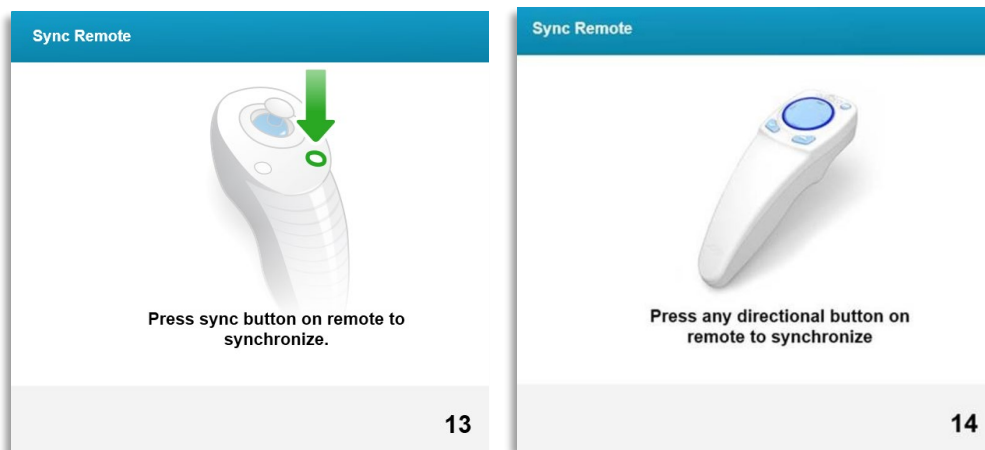 Sync Remote
Press sync button on remote to
synchronize.
13
Sync Remote
Press any directional button on
remote to synchronize
14